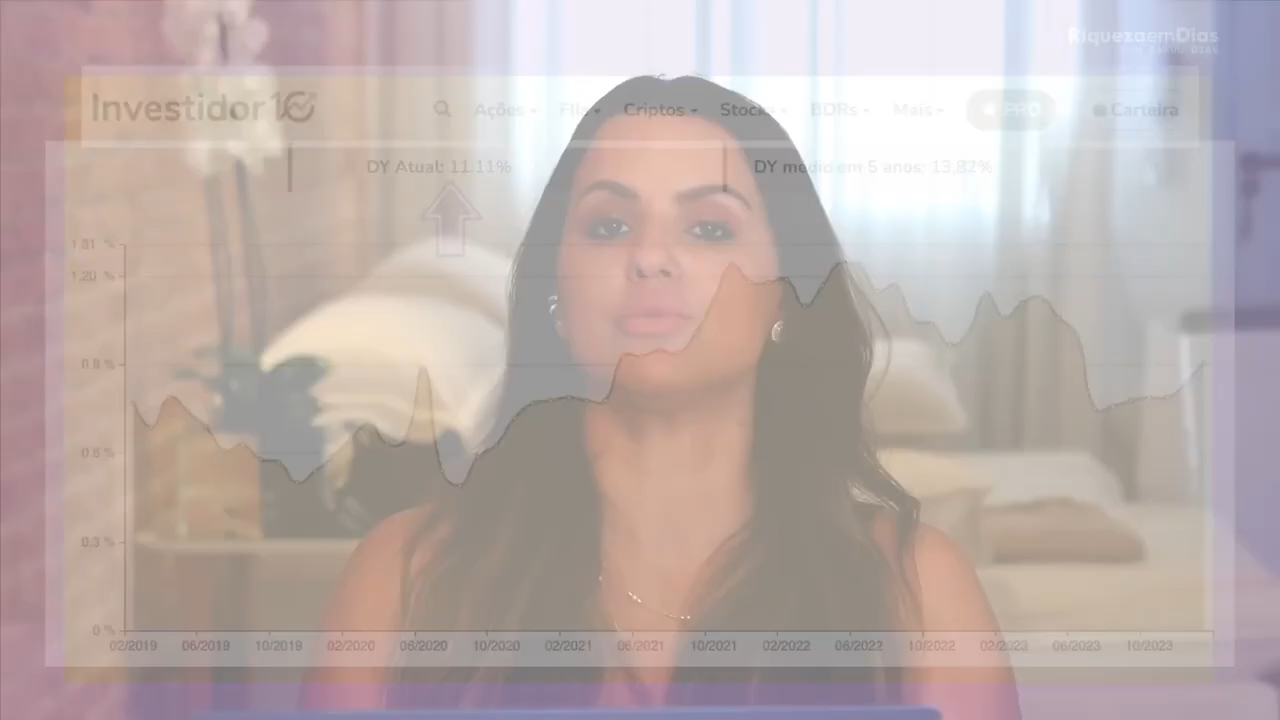 RiquezaemDias
Investidor10 Ações FIIs Criptos Stocks BDRs Mais PRO Carteira
DY Atual: 11.11% DY médio em 5 anos: 13,82%
1.20 %
0.9 %
0.6 %
0.3 %
0 %
02/2019 06/2019 10/2019 02/2020 06/2020 10/2020 02/2021 06/2021 10/2021 02/2022 06/2022 10/2022 02/2023 06/2023 10/2023